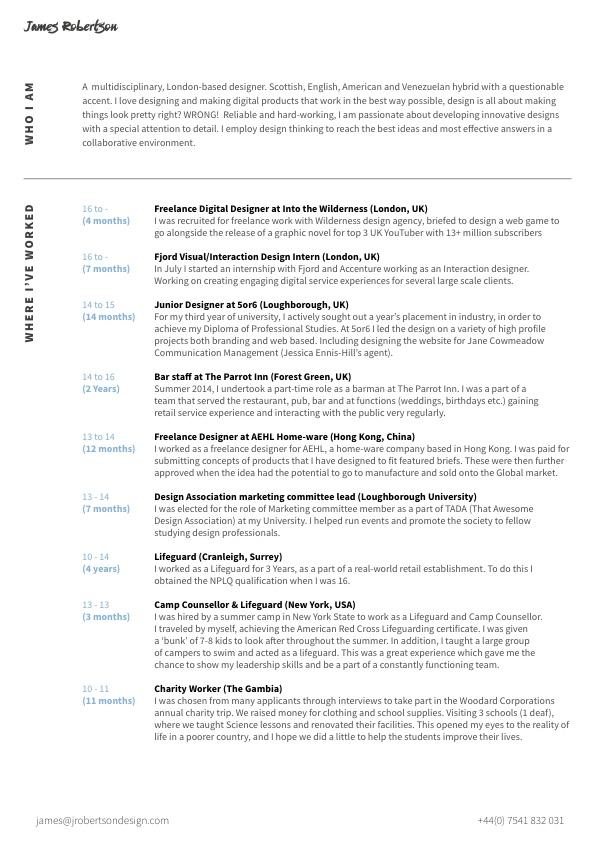 James Robertson
WHO I AM
A multidisciplinary, London-based designer. Scottish, English, American and Venezuelan hybrid with a questionable
accent. I love designing and making digital products that work in the best way possible, design is all about making
things look pretty right? WRONG! Reliable and hard-working, I am passionate about developing innovative designs
with a special attention to detail. I employ design thinking to reach the best ideas and most effective answers in a
collaborative environment.
WHERE I'VE WORKED
16 to -
(4 months)
Freelance Digital Designer at Into the Wilderness (London, UK)
I was recruited for freelance work with Wilderness design agency, briefed to design a web game to
go alongside the release of a graphic novel for top 3 UK YouTuber with 13+ million subscribers
16 to -
(7 months)
Fjord Visual/Interaction Design Intern (London, UK)
In July I started an internship with Fjord and Accenture working as an Interaction designer.
Working on creating engaging digital service experiences for several large scale clients.
14 to 15
(14 months)
Junior Designer at 5or6 (Loughborough, UK)
For my third year of university, I actively sought out a year's placement in industry, in order to
achieve my Diploma of Professional Studies. At 5or6 I led the design on a variety of high profile
projects both branding and web based. Including designing the website for Jane Cowmeadow
Communication Management (Jessica Ennis-Hill's agent).
14 to 16
(2 Years)
Bar staff at The Parrot Inn (Forest Green, UK)
Summer 2014, I undertook a part-time role as a barman at The Parrot Inn. I was a part of a
team that served the restaurant, pub, bar and at functions (weddings, birthdays etc.) gaining
retail service experience and interacting with the public very regularly.
13 to 14
(12 months)
Freelance Designer at AEHL Home-ware (Hong Kong, China)
I worked as a freelance designer for AEHL, a home-ware company based in Hong Kong. I was paid for
submitting concepts of products that I have designed to fit featured briefs. These were then further
approved when the idea had the potential to go to manufacture and sold onto the Global market.
13 - 14
(7 months)
Design Association marketing committee lead (Loughborough University)
I was elected for the role of Marketing committee member as a part of TADA (That Awesome
Design Association) at my University. I helped run events and promote the society to fellow
studying design professionals.
10 - 14
(4 years)
Lifeguard (Cranleigh, Surrey)
I worked as a Lifeguard for 3 Years, as a part of a real-world retail establishment. To do this I
obtained the NPLQ qualification when I was 16.
13 - 13
(3 months)
Camp Counsellor & Lifeguard (New York, USA)
I was hired by a summer camp in New York State to work as a Lifeguard and Camp Counsellor.
I traveled by myself, achieving the American Red Cross Lifeguarding certificate. I was given
a 'bunk' of 7-8 kids to look after throughout the summer. In addition, I taught a large group
of campers to swim and acted as a lifeguard. This was a great experience which gave me the
chance to show my leadership skills and be a part of a constantly functioning team.
10 - 11
(11 months)
Charity Worker (The Gambia)
I was chosen from many applicants through interviews to take part in the Woodard Corporations
annual charity trip. We raised money for clothing and school supplies. Visiting 3 schools (1 deaf),
where we taught Science lessons and renovated their facilities. This opened my eyes to the reality of
life in a poorer country, and I hope we did a little to help the students improve their lives.
james@jrobertsondesign.com
+44(0) 7541 832 031